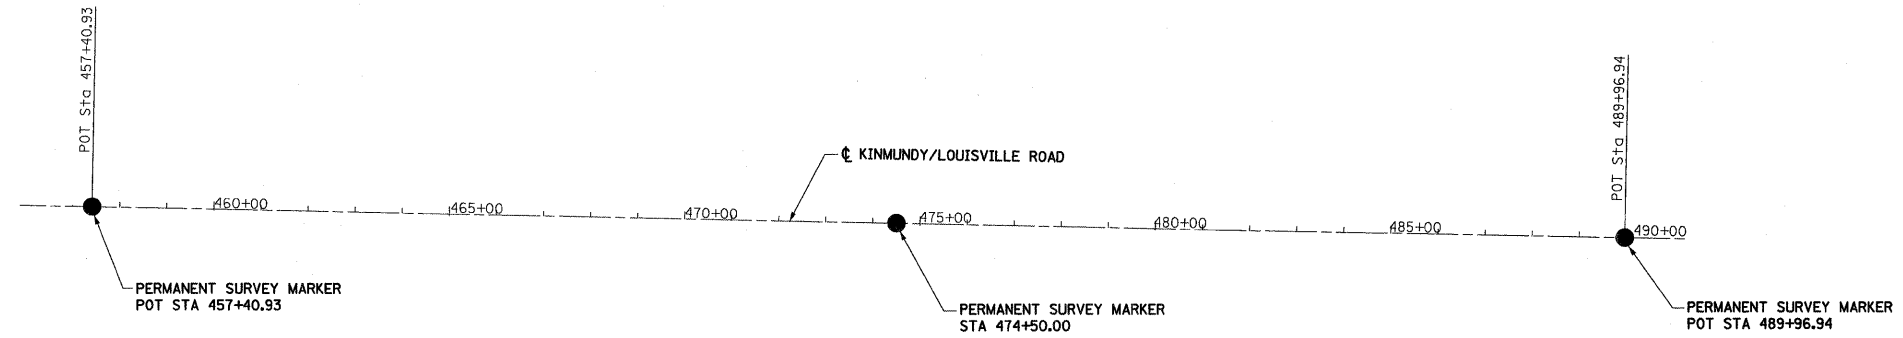 POT Sta 457+40.93
POT Sta 489+96.94
℄ KINMUNDY/LOUISVILLE ROAD
460+00
465+00
470+00
475+00
480+00
485+00
490+00
PERMANENT SURVEY MARKER
POT STA 457+40.93
PERMANENT SURVEY MARKER
STA 474+50.00
PERMANENT SURVEY MARKER
POT STA 489+96.94